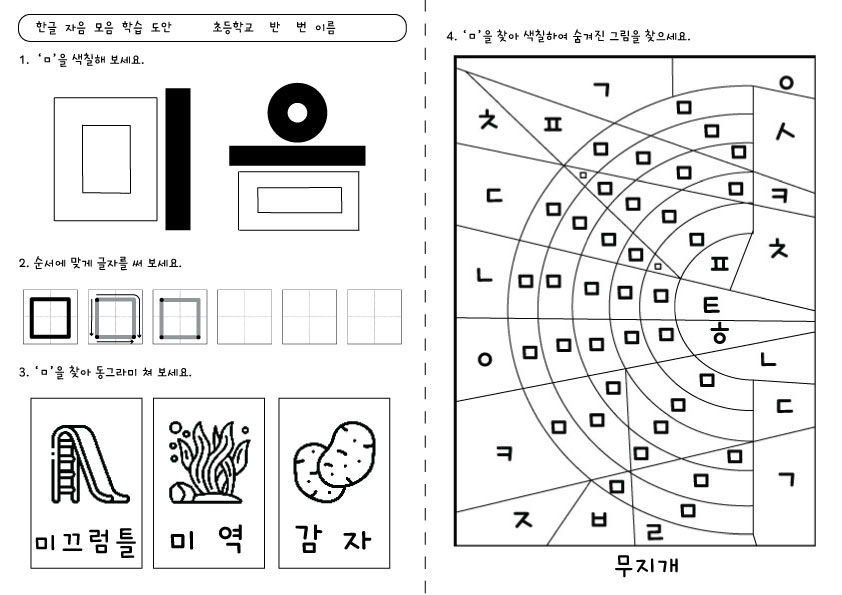 한글 자음 모음 학습 도안 초등학교 반 번 이름
1. ‘ㅁ’을 색칠해 보세요.
2. 순서에 맞게 글자를 써 보세요.
ㅁ ㅁ ㅁ
3. ‘ㅁ’을 찾아 동그라미 쳐 보세요.
미끄럼틀
미 역
감 자
4. ‘ㅁ’을 찾아 색칠하여 숨겨진 그림을 찾으세요.
ㄱ ㅇ
ㅁ
ㅊ ㅍ ㅁ ㅅ
ㅁ ㅁ ㅁ
ㅁ ㅁ
ㄷ ㅁ ㅁ ㅋ
ㅁ ㅁ ㅁ
ㅁ
ㅁ ㅁ ㅁ ㅊ
ㅁ ㅁ ㅍ
ㄴ ㅁ ㅁ ㅁ ㅁ ㅁ
ㅌ
ㅁ ㅁ ㅎ
ㅇ ㅁ ㅁ ㅁ ㄴ
ㅁ ㅁ
ㅁ ㄷ
ㅁ ㅁ ㅁ
ㅋ ㅁ ㅁ
ㅁ ㅁ ㄱ
ㅁ
ㅈ ㅂ ㄹ
무지개